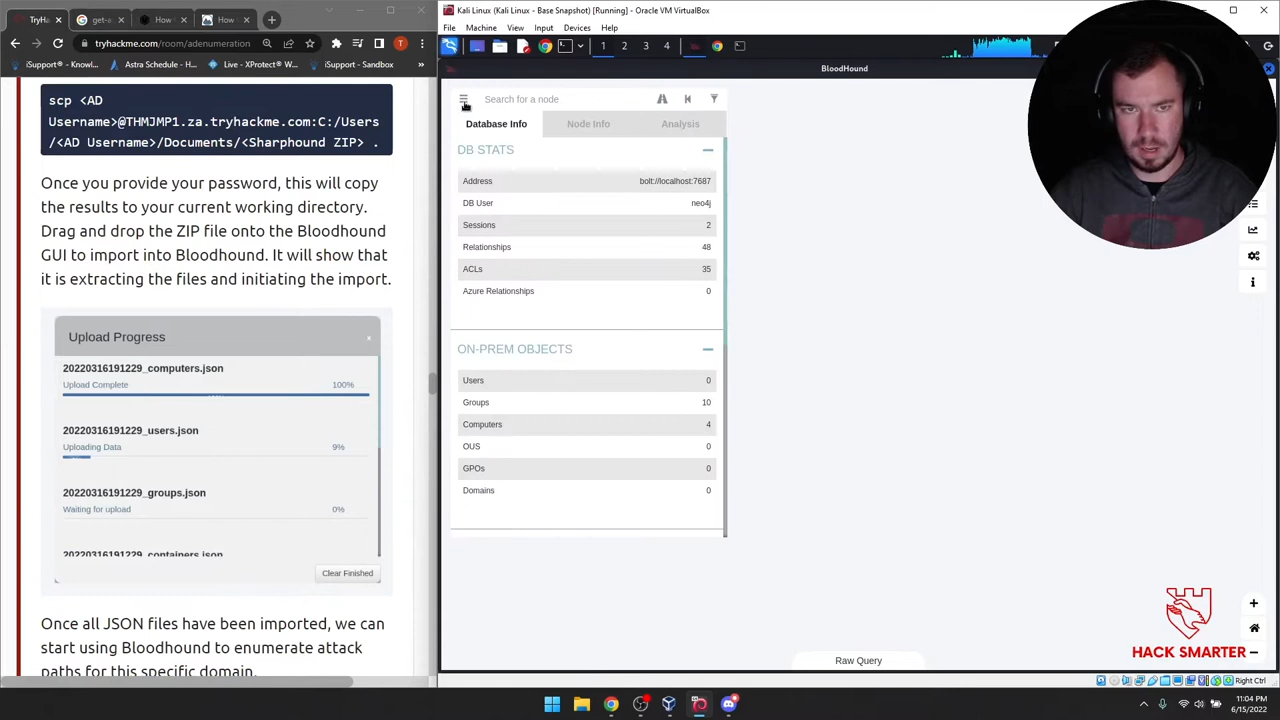 TryHa
get-a
How
How
Kali Linux (Kali Linux - Base Snapshot) [Running] - Oracle VM VirtualBox
tryhackme.com/room/adenumeration
T
File Machine Input Devices Help
iSupport® - Knowl...
Astra Schedule - H...
Live - XProtect® W...
iSupport - Sandbox
1 2 3 4
BloodHound
scp <AD
Username>@THMJMP1.za.tryhackme.com:C:/Users
/<AD Username>/Documents/<Sharphound ZIP> .
Once you provide your password, this will copy
the results to your current working directory.
Drag and drop the ZIP file onto the Bloodhound
GUI to import into Bloodhound. It will show that
it is extracting the files and initiating the import.
Upload Progress
x
20220316191229_computers.json
Upload Complete 100%
20220316191229_users.json
Uploading Data 9%
20220316191229_groups.json
Waiting for upload 0%
20220316191229_containers.json
Clear Finished
Once all JSON files have been imported, we can
start using Bloodhound to enumerate attack
paths for this specific domain.
Search for a node
Database Info Node Info Analysis
DB STATS
Address bolt://localhost:7687
DB User neo4j
Sessions 2
Relationships 48
ACLs 35
Azure Relationships 0
ON-PREM OBJECTS
Users 0
Groups 10
Computers 4
OUS 0
GPOs 0
Domains 0
Raw Query
HACK SMARTER
Right Ctrl
11:04 PM
6/15/2022